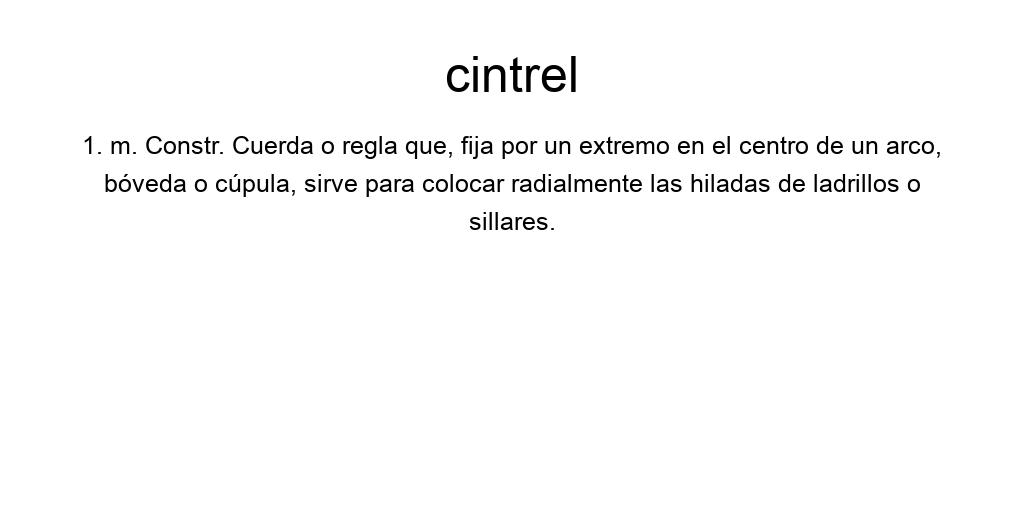 cintrel
1. m. Constr. Cuerda o regla que, fija por un extremo en el centro de un arco,
bóveda o cúpula, sirve para colocar radialmente las hiladas de ladrillos o
sillares.